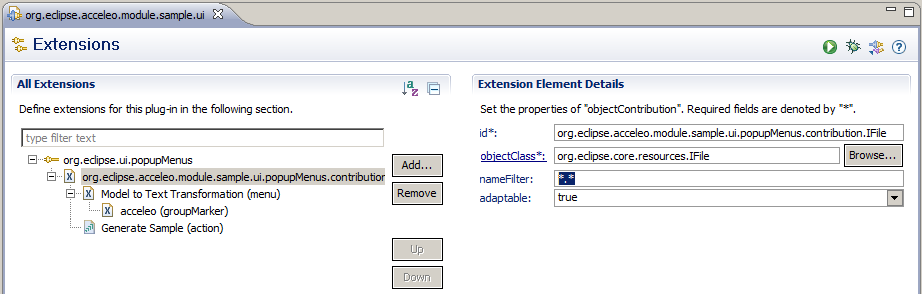 org.eclipse.acceleo.module.sample.ui
Extensions
All Extensions
Define extensions for this plug-in in the following section.
type filter text
org.eclipse.ui.popupMenus
org.eclipse.acceleo.module.sample.ui.popupMenus.contribution
Model to Text Transformation (menu)
acceleo (groupMarker)
Generate Sample (action)
Add...
Remove
Up
Down
Extension Element Details
Set the properties of "objectContribution". Required fields are denoted by "*".
id*: org.eclipse.acceleo.module.sample.ui.popupMenus.contribution.IFile
objectClass*: org.eclipse.core.resources.IFile Browse...
nameFilter: *.*
adaptable: true